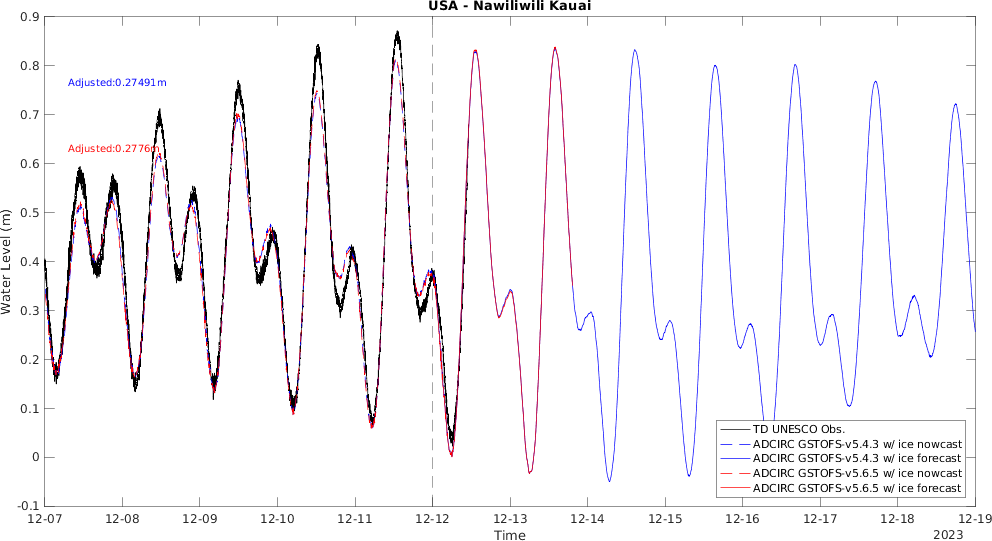 USA - Nawiliwili Kauai
0.9
0.8
0.7
0.6
0.5
0.4
0.3
0.2
0.1
0
-0.1
Water Level (m)
Adjusted:0.27491m
Adjusted:0.2776m
TD UNESCO Obs.
ADCIRC GSTOFS-v5.4.3 w/ ice nowcast
ADCIRC GSTOFS-v5.4.3 w/ ice forecast
ADCIRC GSTOFS-v5.6.5 w/ ice nowcast
ADCIRC GSTOFS-v5.6.5 w/ ice forecast
12-07 12-08 12-09 12-10 12-11 12-12 12-13 12-14 12-15 12-16 12-17 12-18 12-19
Time
2023